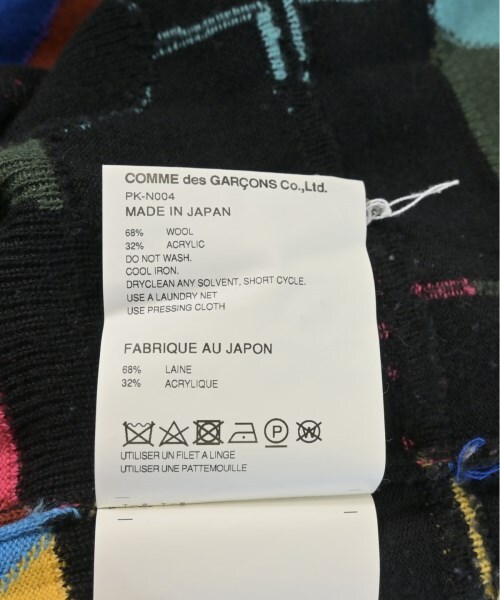 COMME des GARÇONS Co.,Ltd.
PK-N004
MADE IN JAPAN
68% WOOL
32% ACRYLIC
DO NOT WASH.
COOL IRON.
DRYCLEAN ANY SOLVENT, SHORT CYCLE.
USE A LAUNDRY NET
USE PRESSING CLOTH
FABRIQUE AU JAPON
68% LAINE
32% ACRYLIQUE
P W
UTILISER UN FILET A LINGE
UTILISER UNE PATTEMOUILLE